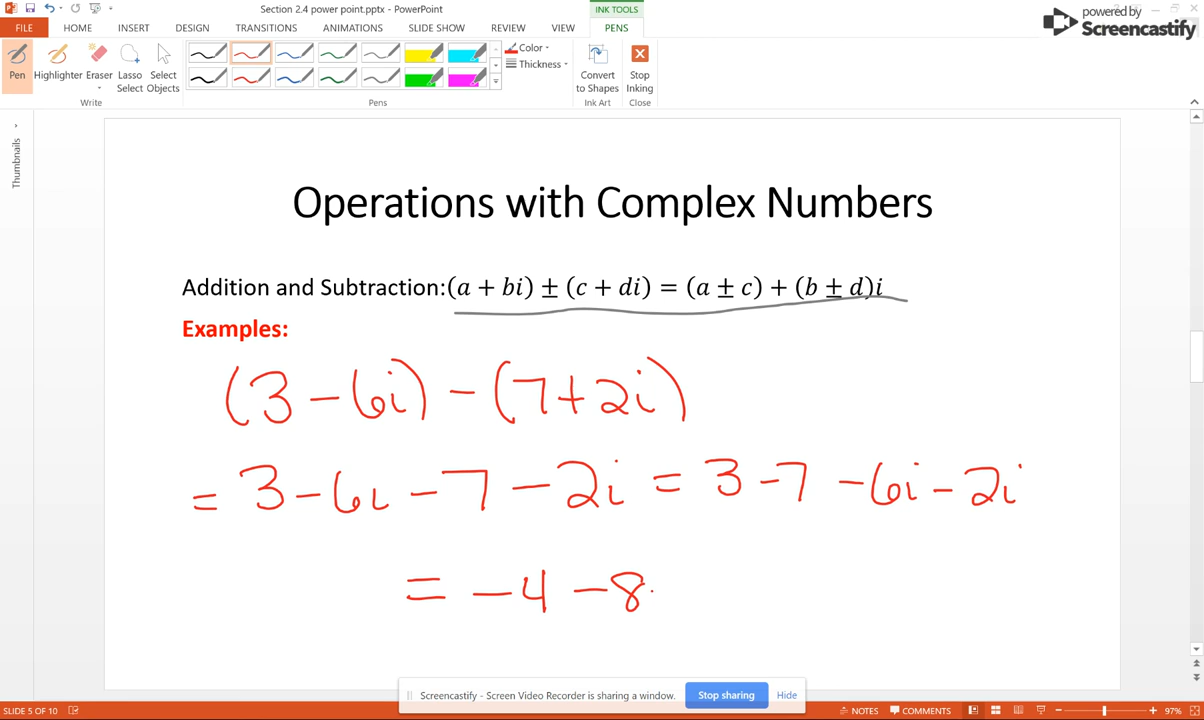 Section 2.4 power point.pptx - PowerPoint
INK TOOLS
powered by
Screencastify
FILE HOME INSERT DESIGN TRANSITIONS ANIMATIONS SLIDE SHOW REVIEW VIEW PENS
Pen Highlighter Eraser Lasso Select Select Objects
Color
Thickness
Convert to Shapes
Stop Inking
Write Pens Ink Art Close
Thumbnails
Operations with Complex Numbers
Addition and Subtraction:(a + bi) ± (c + di) = (a ± c) + (b ± d)i
Examples:
(3 - 6i) - (7+2i)
= 3 - 6i - 7 - 2i = 3 - 7 - 6i - 2i
= -4 - 8
Screencastify - Screen Video Recorder is sharing a window. Stop sharing Hide
SLIDE 5 OF 10 NOTES COMMENTS 97%